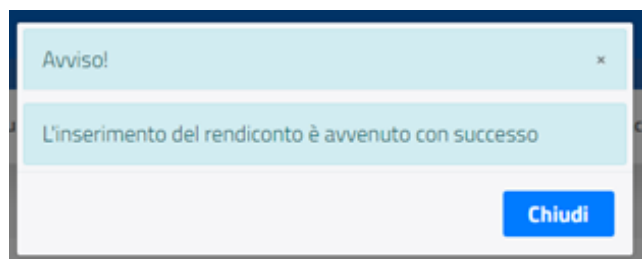 Avviso! ×
L'inserimento del rendiconto è avvenuto con successo
Chiudi